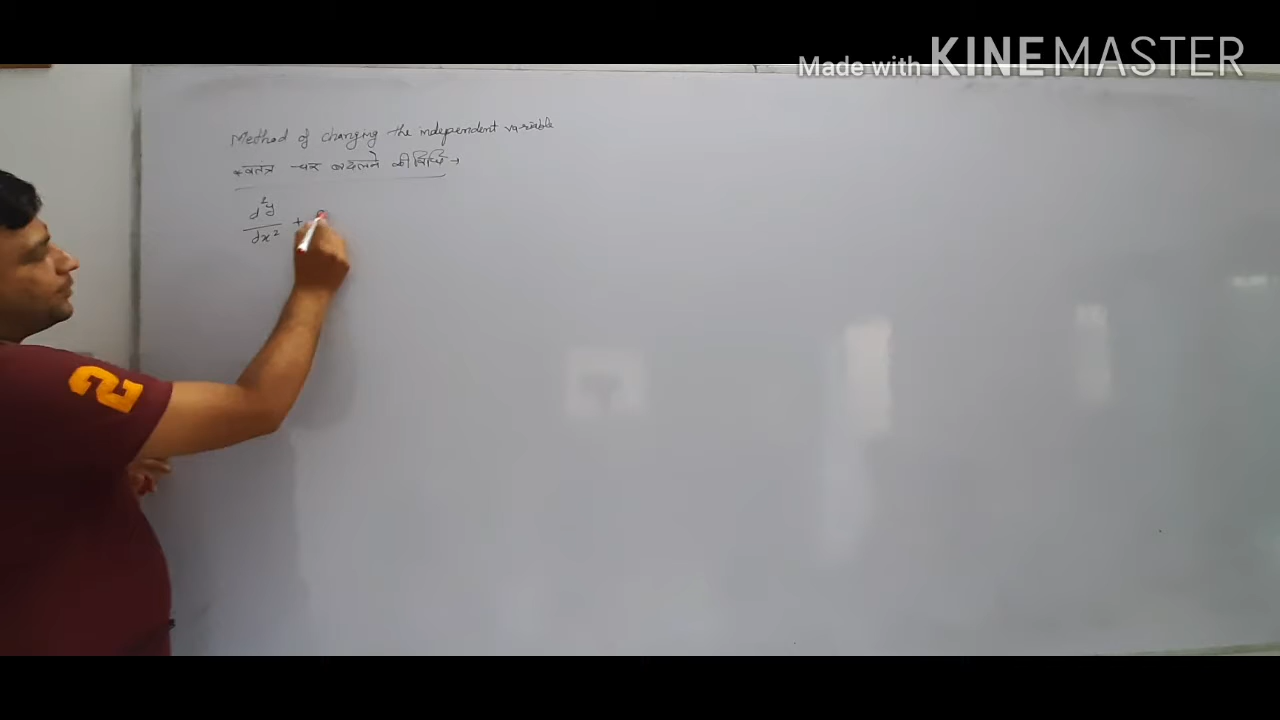 Made with KINEMASTER
Method of changing the independent variable
स्वतंत्र चर बदलने की विधि →
d²y/dx² +